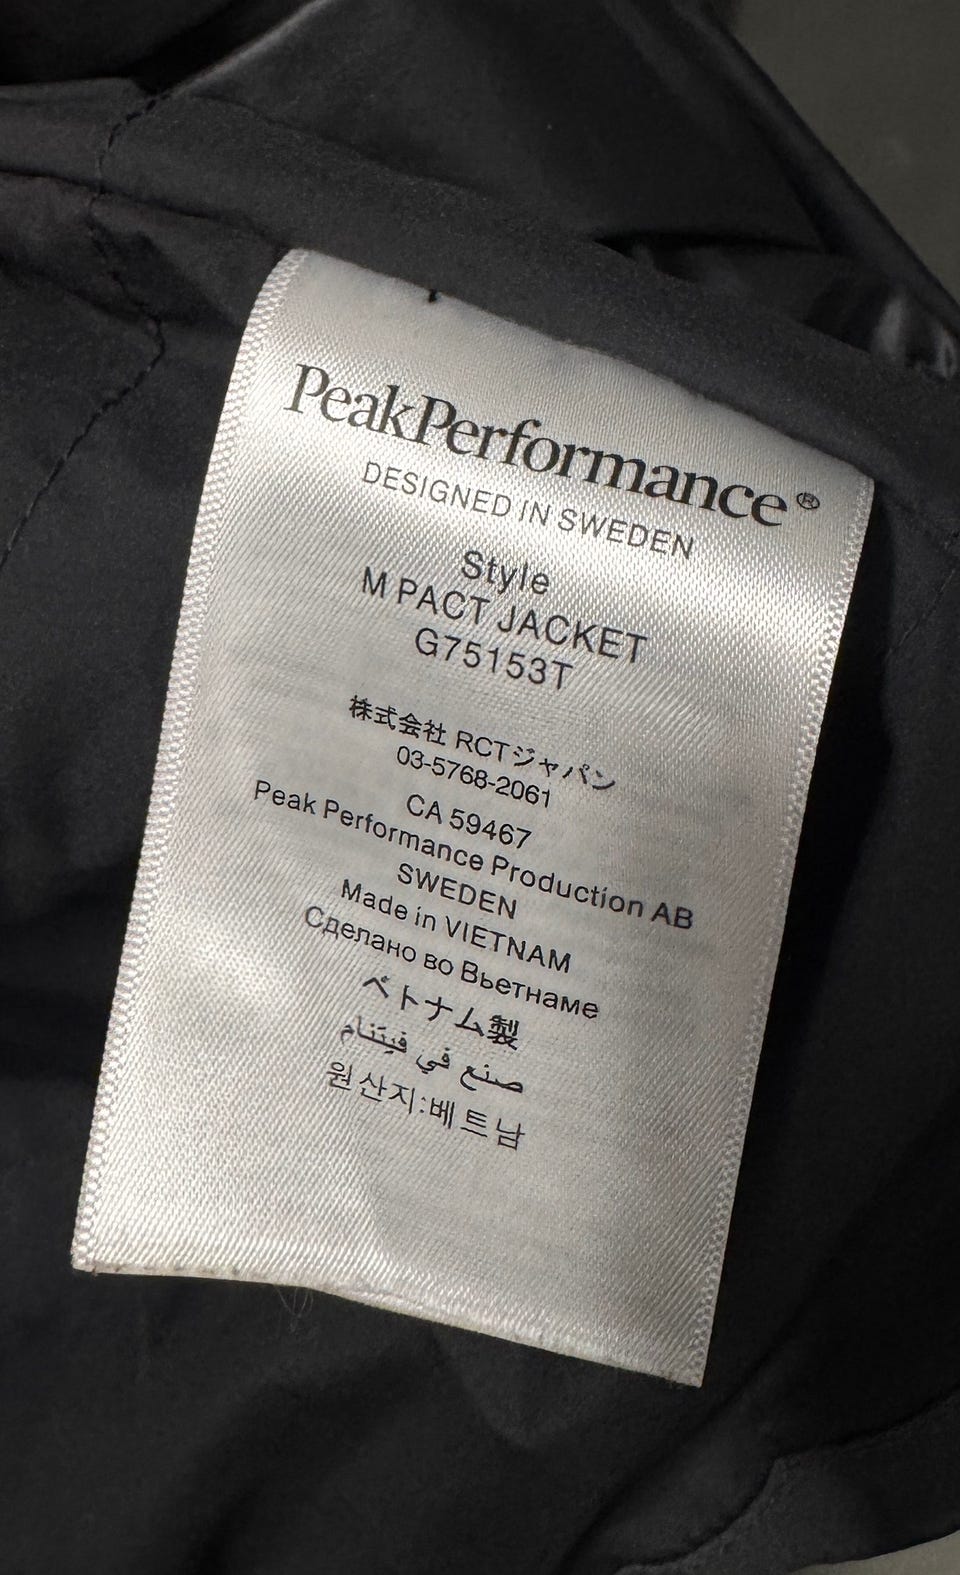 PeakPerformance®
DESIGNED IN SWEDEN
Style
M PACT JACKET
G75153T
株式会社 RCTジャパン
03-5768-2061
CA 59467
Peak Performance Production AB
SWEDEN
Made in VIETNAM
Сделано во Вьетнаме
ベトナム製
صنع في فيتنام
원산지:베트남